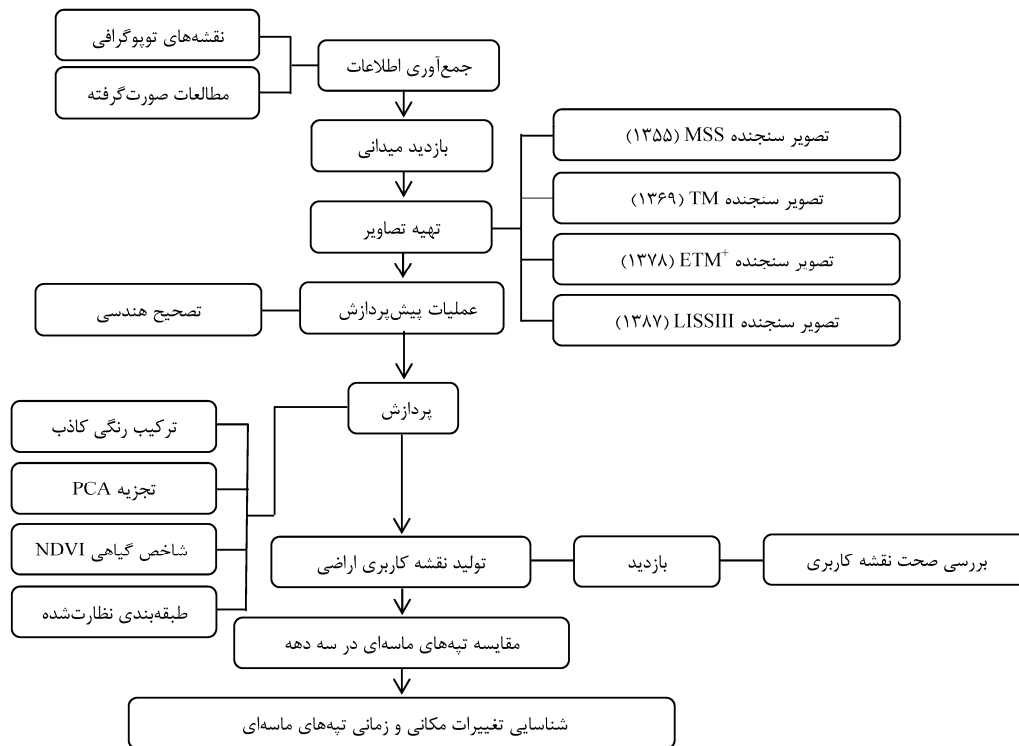 نقشه‌های توپوگرافی
جمع‌آوری اطلاعات
مطالعات صورت‌گرفته
بازدید میدانی
تصویر سنجنده MSS (۱۳۵۵)
تصویر سنجنده TM (۱۳۶۹)
تهیه تصاویر
تصویر سنجنده ETM⁺ (۱۳۷۸)
تصویر سنجنده LISSIII (۱۳۸۷)
عملیات پیش‌پردازش
تصحیح هندسی
پردازش
ترکیب رنگی کاذب
تجزیه PCA
شاخص گیاهی NDVI
طبقه‌بندی نظارت‌شده
تولید نقشه کاربری اراضی
بازدید
بررسی صحت نقشه کاربری
مقایسه تپه‌های ماسه‌ای در سه دهه
شناسایی تغییرات مکانی و زمانی تپه‌های ماسه‌ای